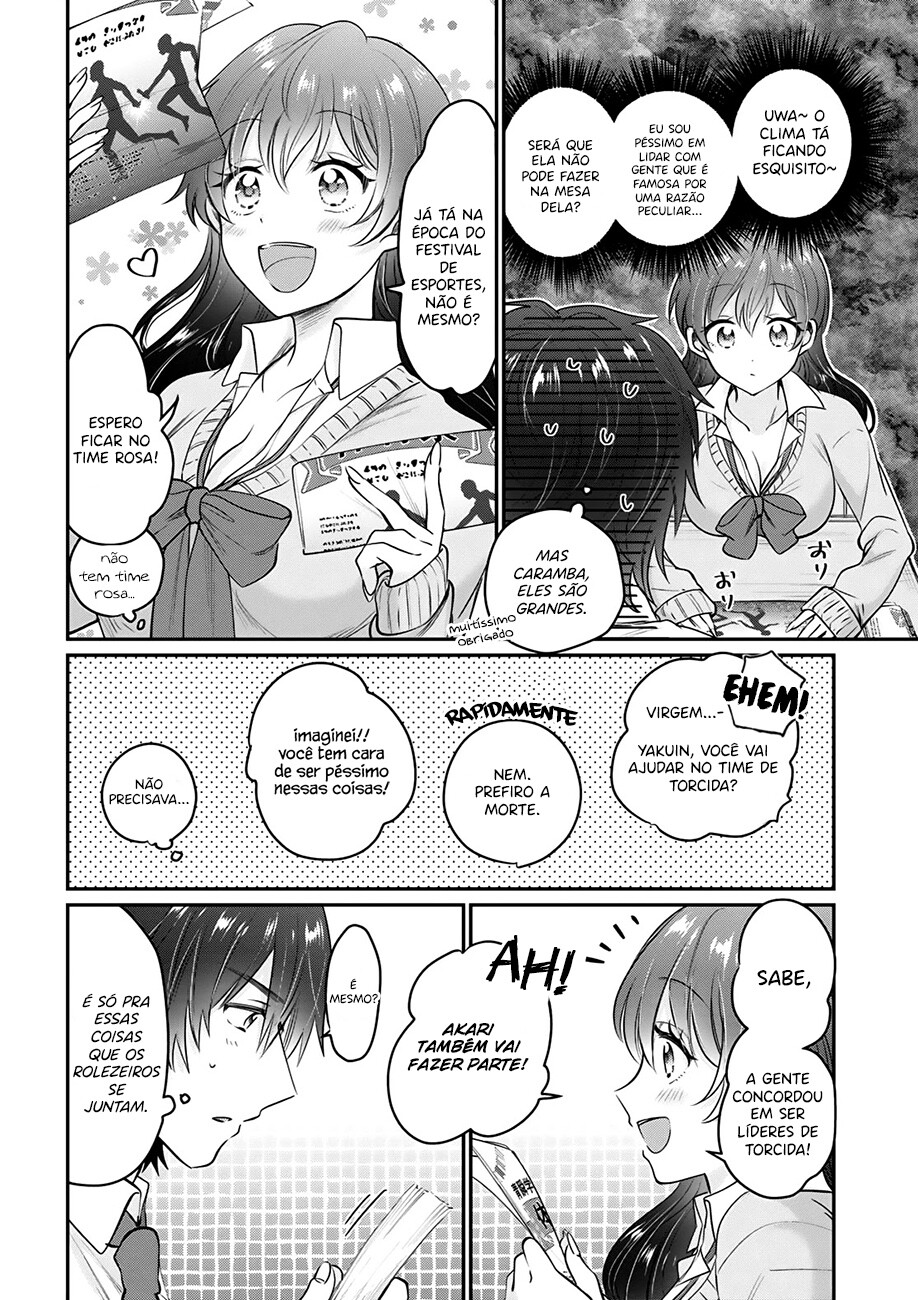 UWA~ O
CLIMA TÁ
FICANDO
ESQUISITO~
EU SOU
PÉSSIMO EM
LIDAR COM
GENTE QUE É
FAMOSA POR
UMA RAZÃO
PECULIAR...
SERÁ QUE
ELA NÃO
PODE FAZER
NA MESA
DELA?
おり
おり
MAS
CARAMBA,
ELES SÃO
GRANDES.
muitíssimo
obrigado
JÁ TÁ NA
ÉPOCA DO
FESTIVAL
DE
ESPORTES,
NÃO É
MESMO?
ESPERO
FICAR NO
TIME ROSA!
não
tem time
rosa...
EHEM!
VIRGEM...-
YAKUIN, VOCÊ VAI
AJUDAR NO TIME DE
TORCIDA?
RAPIDAMENTE
NEM.
PREFIRO A
MORTE.
imaginei!!
você tem cara
de ser péssimo
nessas coisas!
NÃO
PRECISAVA...
SABE,
A GENTE
CONCORDOU
EM SER
LÍDERES DE
TORCIDA!
AH!
AKARI
TAMBÉM VAI
FAZER PARTE!
É
MESMO?
É SÓ PRA
ESSAS
COISAS
QUE OS
ROLEZEIROS
SE
JUNTAM.